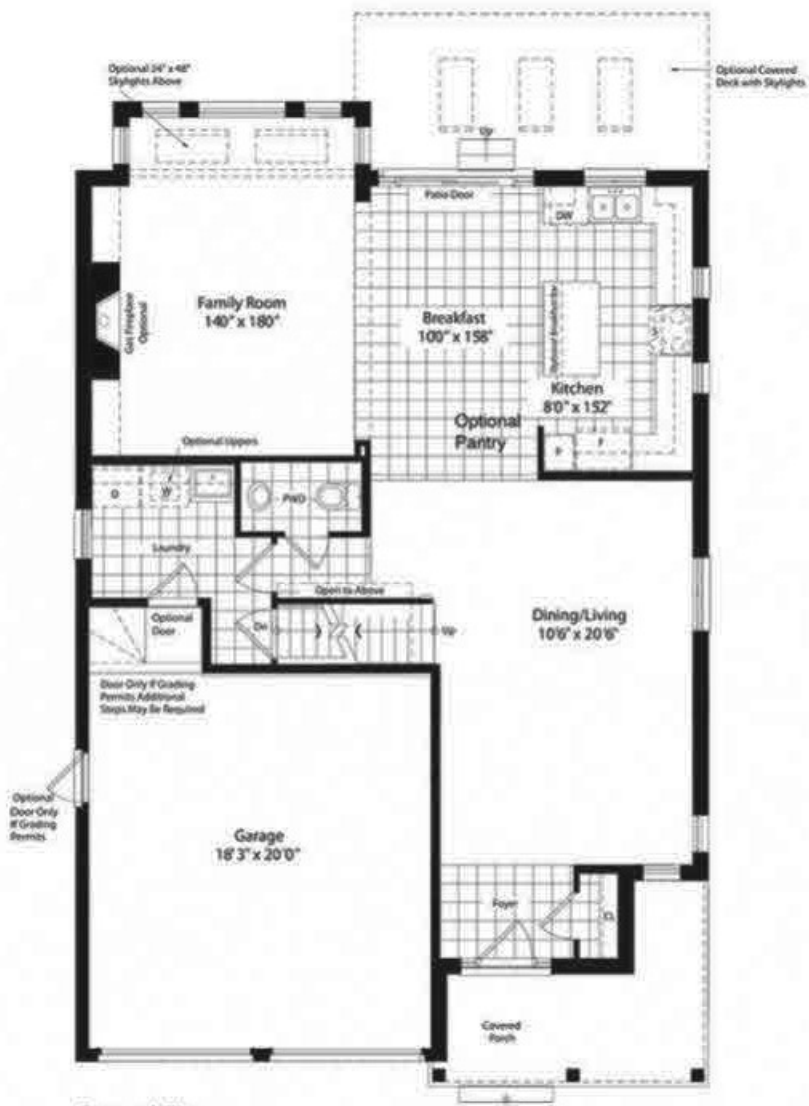 Optional 24" x 48"
Skylights Above
Optional Covered
Deck with Skylights
Up
Patio Door
DW
Family Room
14'0" x 18'0"
Gas Fireplace
Optional
Breakfast
10'0" x 15'8"
Optional Breakfast Bar
Kitchen
8'0" x 15'2"
Optional
Pantry
P
F
Optional Uppers
D
W
PWD
Laundry
Open to Above
Optional
Door
Dn
Up
Dining/Living
10'6" x 20'6"
Door Only If Grading
Permits Additional
Steps May Be Required
Optional
Door Only
If Grading
Permits
Garage
18'3" x 20'0"
Foyer
CL
Covered
Porch